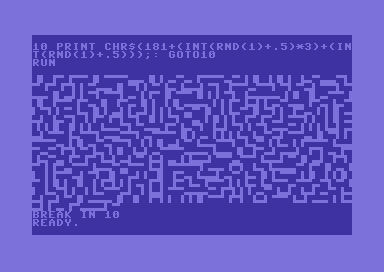 10 PRINT CHR$(181+(INT(RND(1)+.5)*3)+(IN
T(RND(1)+.5)));: GOTO10
RUN
BREAK IN 10
READY.